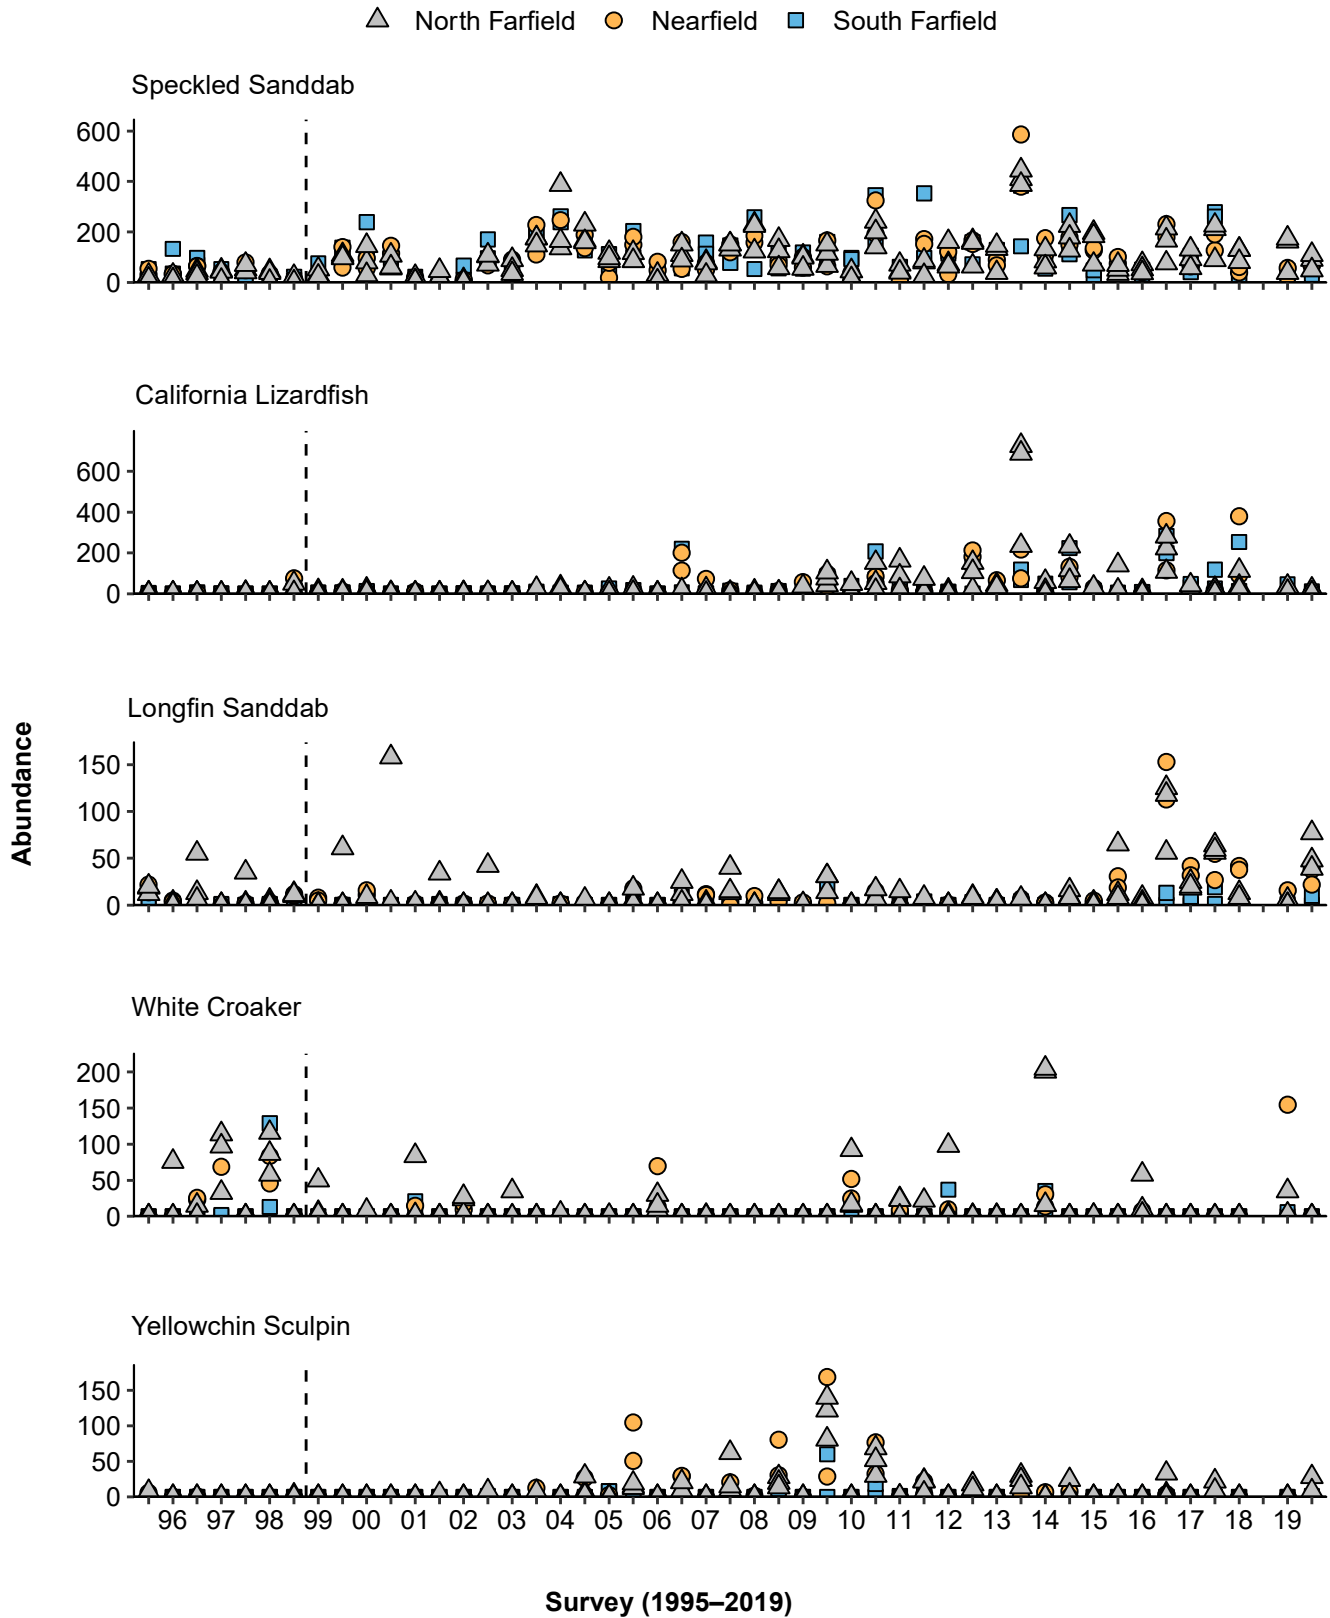 North Farfield Nearfield South Farfield
Speckled Sanddab
600
400
200
0
California Lizardfish
600
400
200
0
Longfin Sanddab
150
100
50
0
White Croaker
200
150
100
50
0
Yellowchin Sculpin
150
100
50
0
96 97 98 99 00 01 02 03 04 05 06 07 08 09 10 11 12 13 14 15 16 17 18 19
Abundance
Survey (1995–2019)